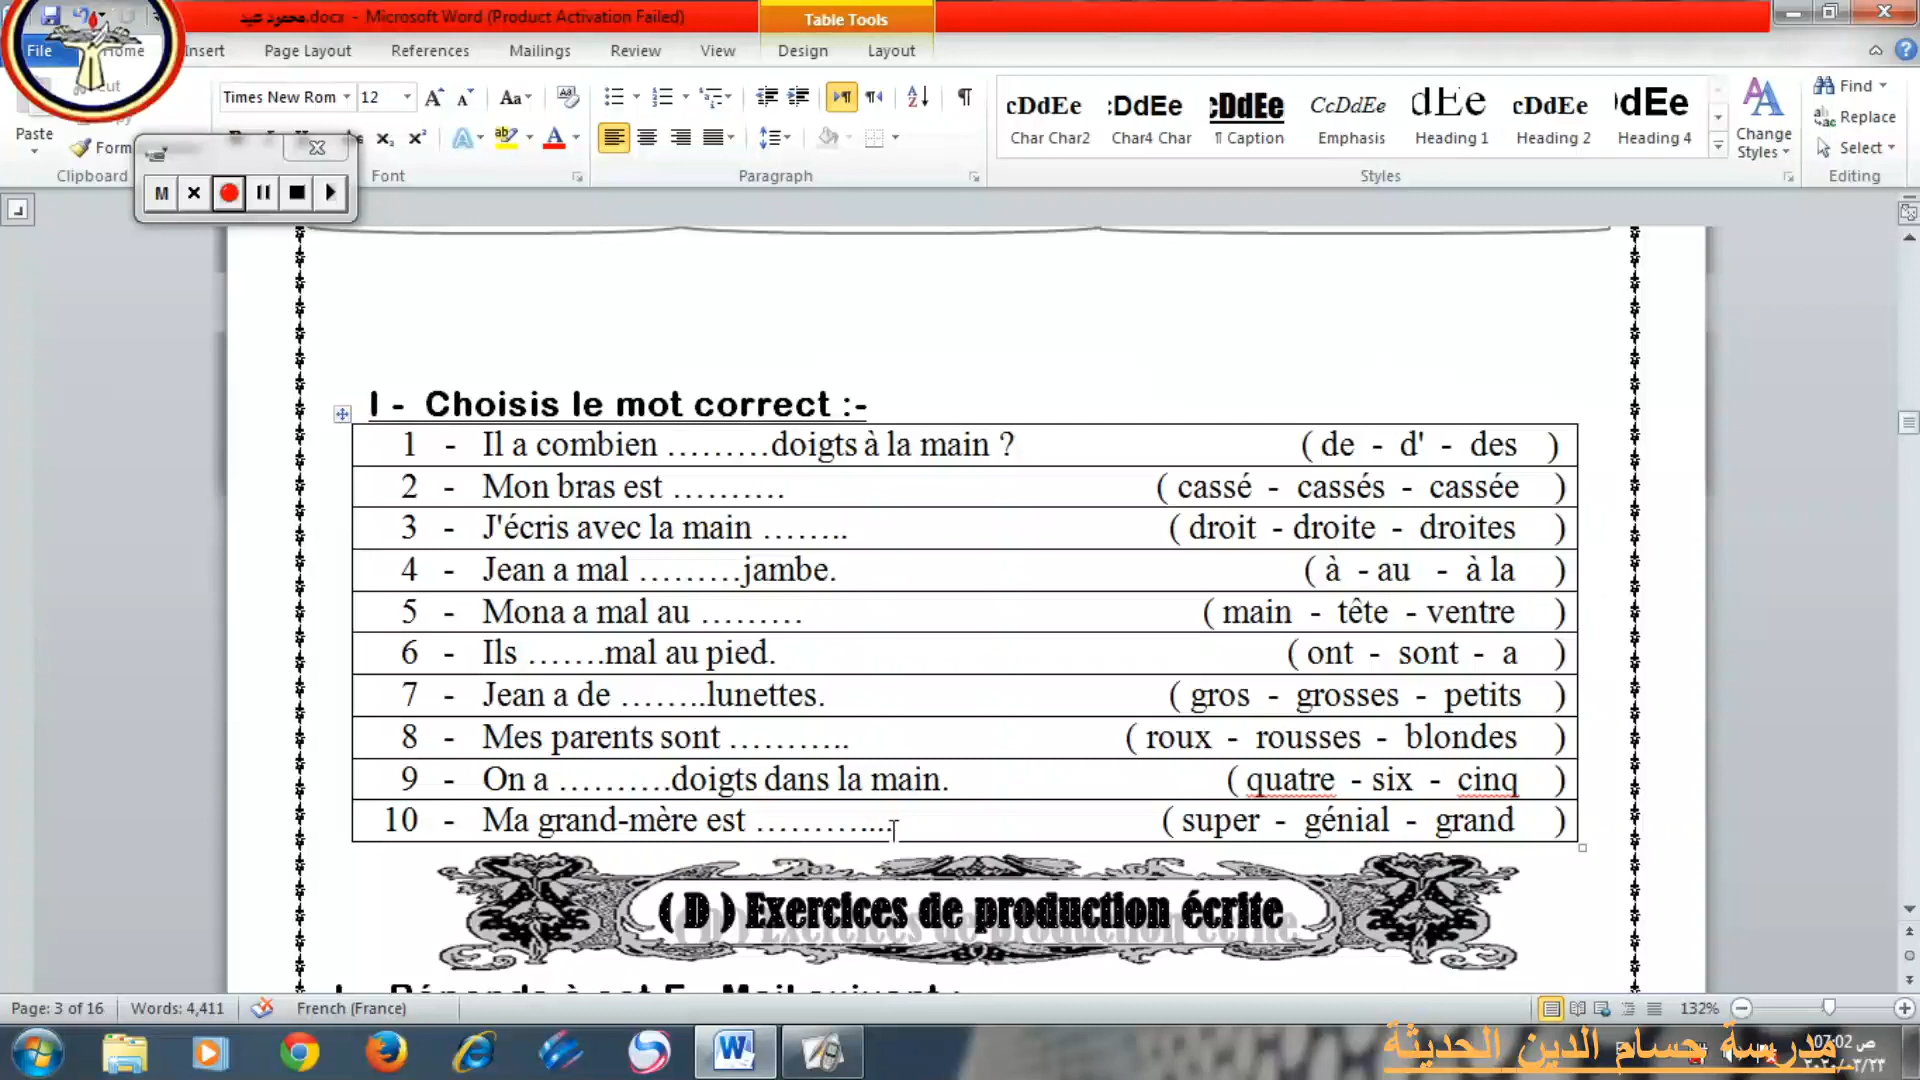 محمود عيد.docx - Microsoft Word (Product Activation Failed)
Table Tools
File Home Insert Page Layout References Mailings Review View Design Layout
Paste
Cut
Form
Clipboard
Times New Rom 12
Font
Paragraph
Char Char2 Char4 Char ¶ Caption Emphasis Heading 1 Heading 2 Heading 4
Change Styles
Styles
Find
Replace
Select
Editing
M
I - Choisis le mot correct :-
1 - Il a combien ………doigts à la main ? ( de - d' - des )
2 - Mon bras est ………. ( cassé - cassés - cassée )
3 - J'écris avec la main …….. ( droit - droite - droites )
4 - Jean a mal ………jambe. ( à - au - à la )
5 - Mona a mal au ……… ( main - tête - ventre )
6 - Ils …….mal au pied. ( ont - sont - a )
7 - Jean a de ……..lunettes. ( gros - grosses - petits )
8 - Mes parents sont ……….. ( roux - rousses - blondes )
9 - On a ……….doigts dans la main. ( quatre - six - cinq )
10 - Ma grand-mère est ………..... ( super - génial - grand )
( D ) Exercices de production écrite
Page: 3 of 16 Words: 4,411 French (France) 132%
مدرسة حسام الدين الحديثة
07:02 ص